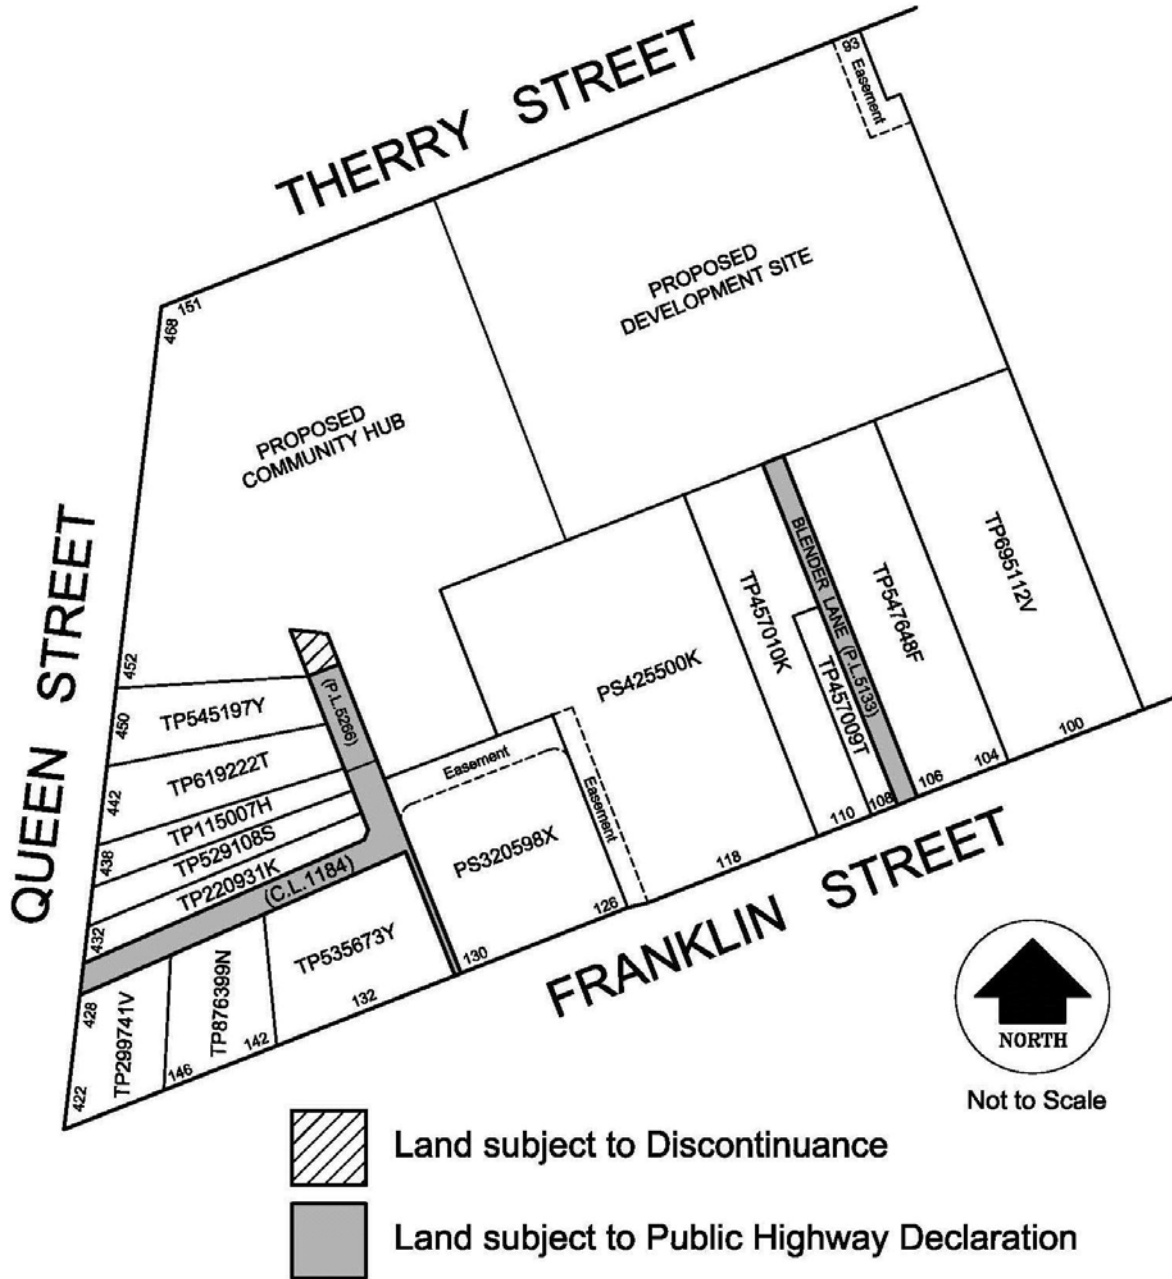 THERRY STREET
93
Easement
151
468
PROPOSED
DEVELOPMENT SITE
PROPOSED
COMMUNITY HUB
QUEEN STREET
452
450
442
438
432
428
422
TP545197Y
TP619222T
TP115007H
TP529108S
TP220931K
(P.L.5266)
(C.L.1184)
TP299741V
TP876399N
TP535673Y
Easement
PS320598X
Easement
PS425500K
TP457010K
BLENDER LANE (P.L.5133)
TP457009T
TP547648F
TP695112V
146
142
132
130
126
118
110
108
106
104
100
FRANKLIN STREET
NORTH
Not to Scale
Land subject to Discontinuance
Land subject to Public Highway Declaration